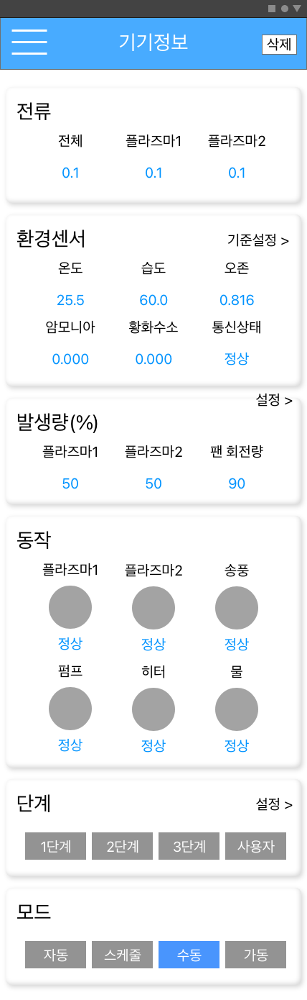 기기정보
삭제
전류
전체 플라즈마1 플라즈마2
0.1 0.1 0.1
환경센서 기준설정 >
온도 습도 오존
25.5 60.0 0.816
암모니아 황화수소 통신상태
0.000 0.000 정상
설정 >
발생량(%)
플라즈마1 플라즈마2 팬 회전량
50 50 90
동작
플라즈마1 플라즈마2 송풍
정상 정상 정상
펌프 히터 물
정상 정상 정상
단계 설정 >
1단계 2단계 3단계 사용자
모드
자동 스케줄 수동 가동